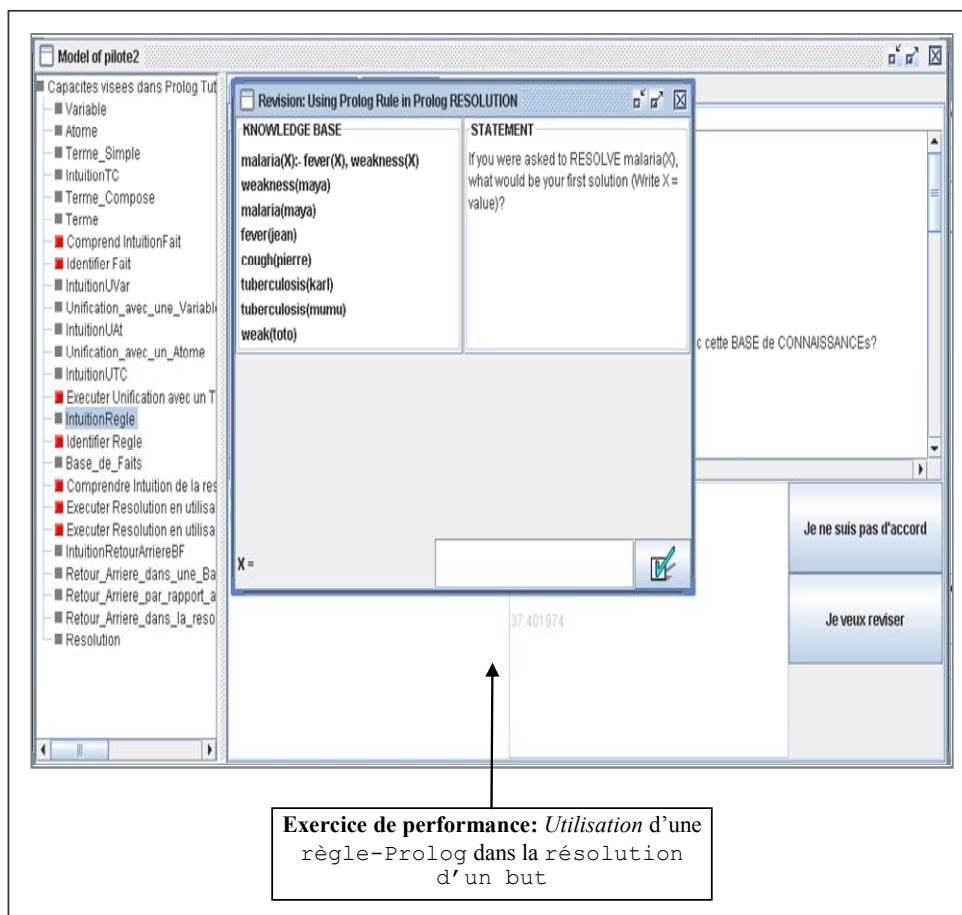 Model of pilote2
Capacites visees dans Prolog Tut
Variable
Atome
Terme_Simple
IntuitionTC
Terme_Compose
Terme
Comprend IntuitionFait
Identifier Fait
IntuitionUVar
Unification_avec_une_Variabl
IntuitionUAt
Unification_avec_un_Atome
IntuitionUTC
Executer Unification avec un T
IntuitionRegle
Identifier Regle
Base_de_Faits
Comprendre Intuition de la res
Executer Resolution en utilisa
Executer Resolution en utilisa
IntuitionRetourArriereBF
Retour_Arriere_dans_une_Ba
Retour_Arriere_par_rapport_a
Retour_Arriere_dans_la_reso
Resolution
Revision: Using Prolog Rule in Prolog RESOLUTION
KNOWLEDGE BASE
malaria(X):- fever(X), weakness(X)
weakness(maya)
malaria(maya)
fever(jean)
cough(pierre)
tuberculosis(karl)
tuberculosis(mumu)
weak(toto)
STATEMENT
If you were asked to RESOLVE malaria(X),
what would be your first solution (Write X =
value)?
X =
c cette BASE de CONNAISSANCEs?
37.401974
Je ne suis pas d'accord
Je veux reviser
Exercice de performance: Utilisation d'une
règle-Prolog dans la résolution
d'un but